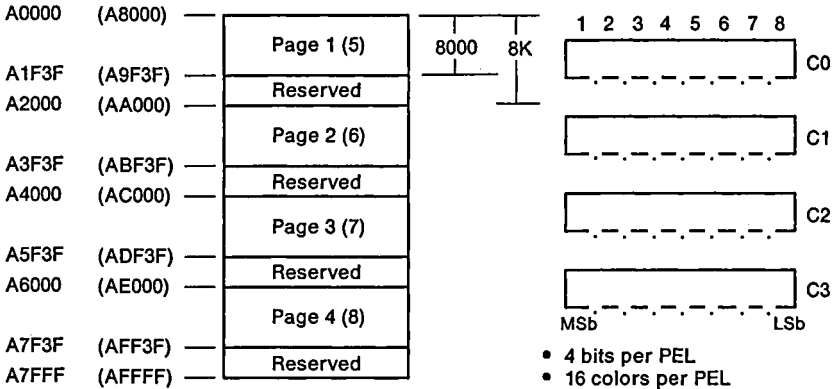 A0000 (A8000)
Page 1 (5)
8000 8K
A1F3F (A9F3F)
Reserved
A2000 (AA000)
Page 2 (6)
A3F3F (ABF3F)
Reserved
A4000 (AC000)
Page 3 (7)
A5F3F (ADF3F)
Reserved
A6000 (AE000)
Page 4 (8)
A7F3F (AFF3F)
Reserved
A7FFF (AFFFF)
1 2 3 4 5 6 7 8
C0
C1
C2
C3
MSb LSb
• 4 bits per PEL
• 16 colors per PEL